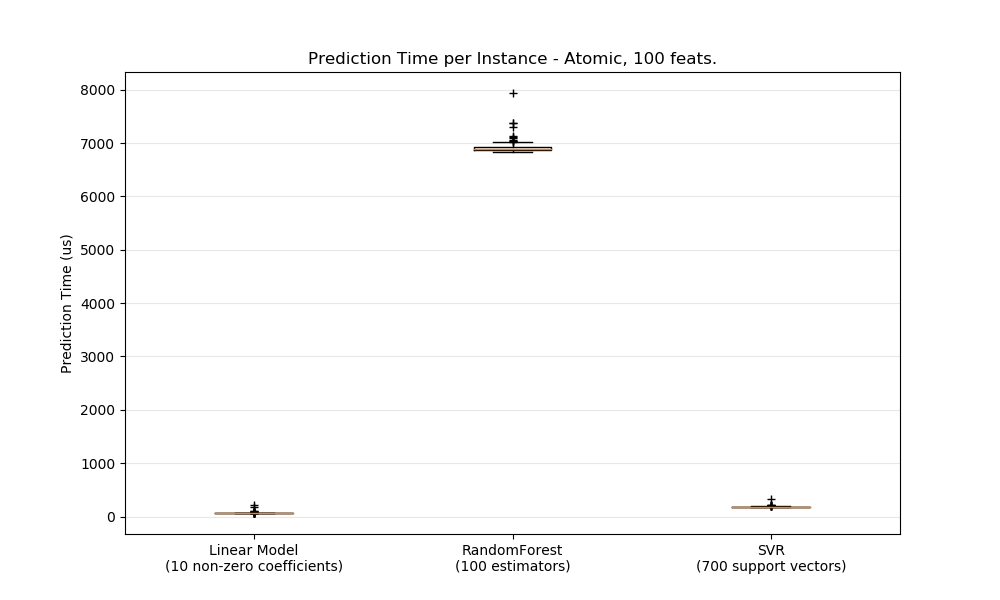 Prediction Time per Instance - Atomic, 100 feats.
Prediction Time (us)
8000
7000
6000
5000
4000
3000
2000
1000
0
Linear Model
(10 non-zero coefficients)
RandomForest
(100 estimators)
SVR
(700 support vectors)